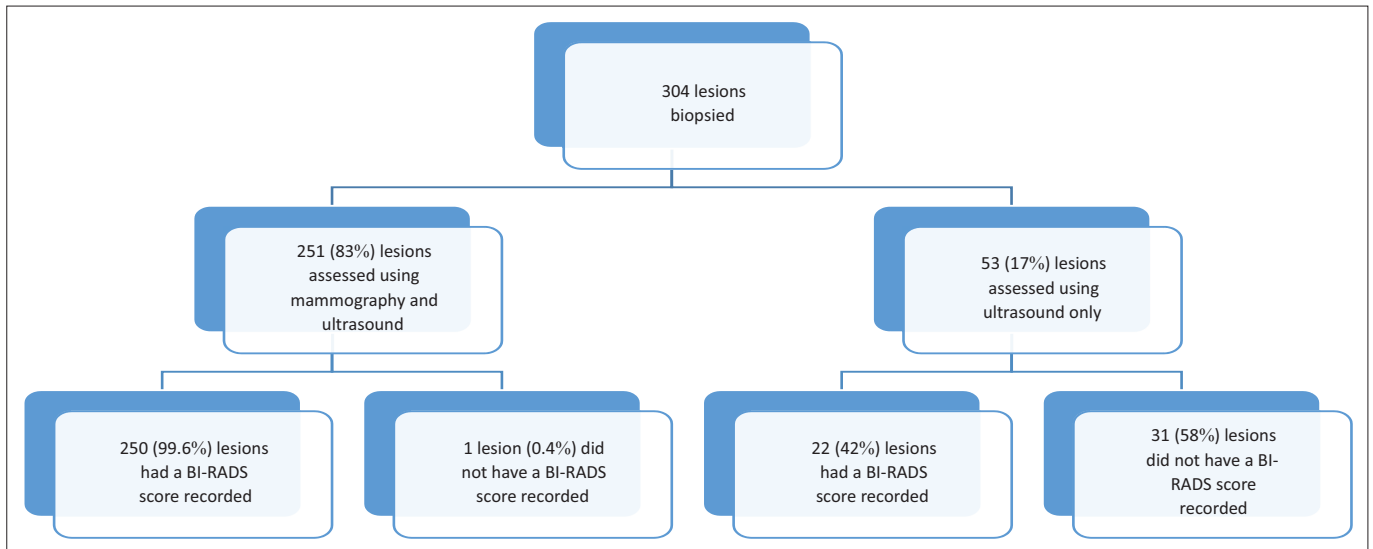 304 lesions
biopsied
251 (83%) lesions
assessed using
mammography and
ultrasound
53 (17%) lesions
assessed using
ultrasound only
250 (99.6%) lesions
had a BI-RADS
score recorded
1 lesion (0.4%) did
not have a BI-RADS
score recorded
22 (42%) lesions
had a BI-RADS
score recorded
31 (58%) lesions
did not have a BI-
RADS score
recorded